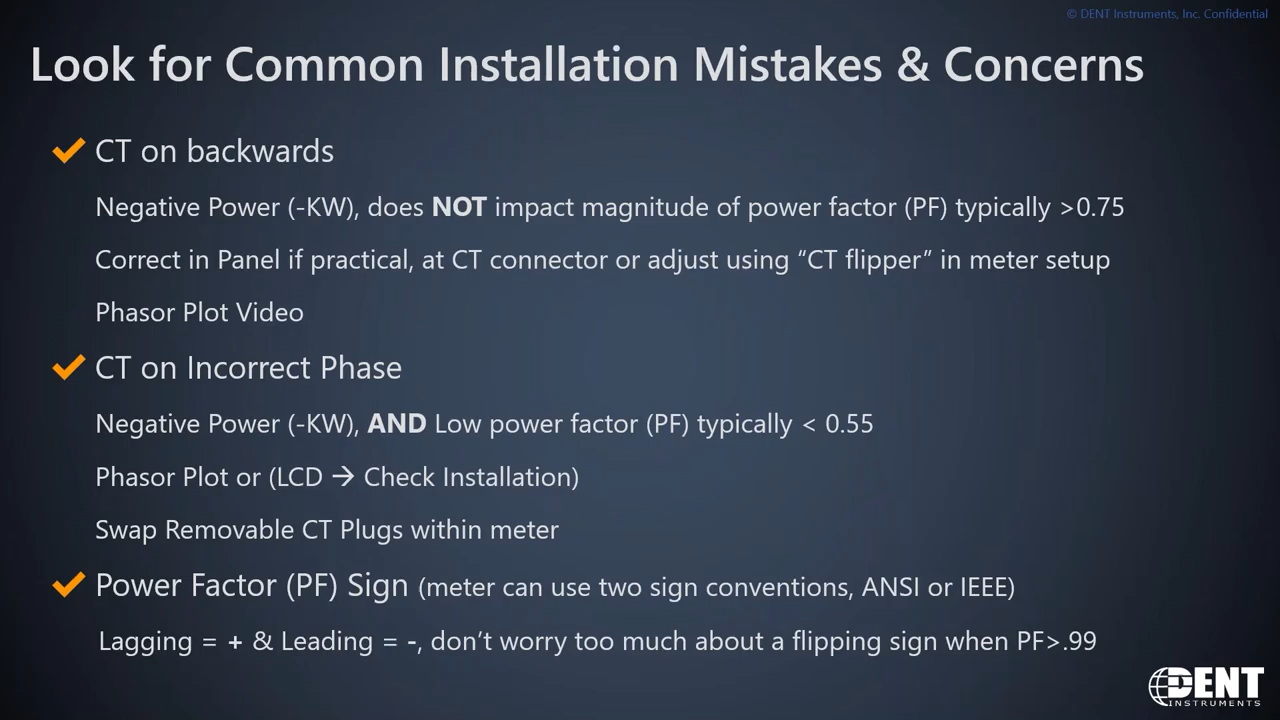 © DENT Instruments, Inc. Confidential
Look for Common Installation Mistakes & Concerns
CT on backwards
Negative Power (-KW), does NOT impact magnitude of power factor (PF) typically >0.75
Correct in Panel if practical, at CT connector or adjust using “CT flipper” in meter setup
Phasor Plot Video
CT on Incorrect Phase
Negative Power (-KW), AND Low power factor (PF) typically < 0.55
Phasor Plot or (LCD → Check Installation)
Swap Removable CT Plugs within meter
Power Factor (PF) Sign (meter can use two sign conventions, ANSI or IEEE)
Lagging = + & Leading = -, don’t worry too much about a flipping sign when PF>.99
DENT
INSTRUMENTS